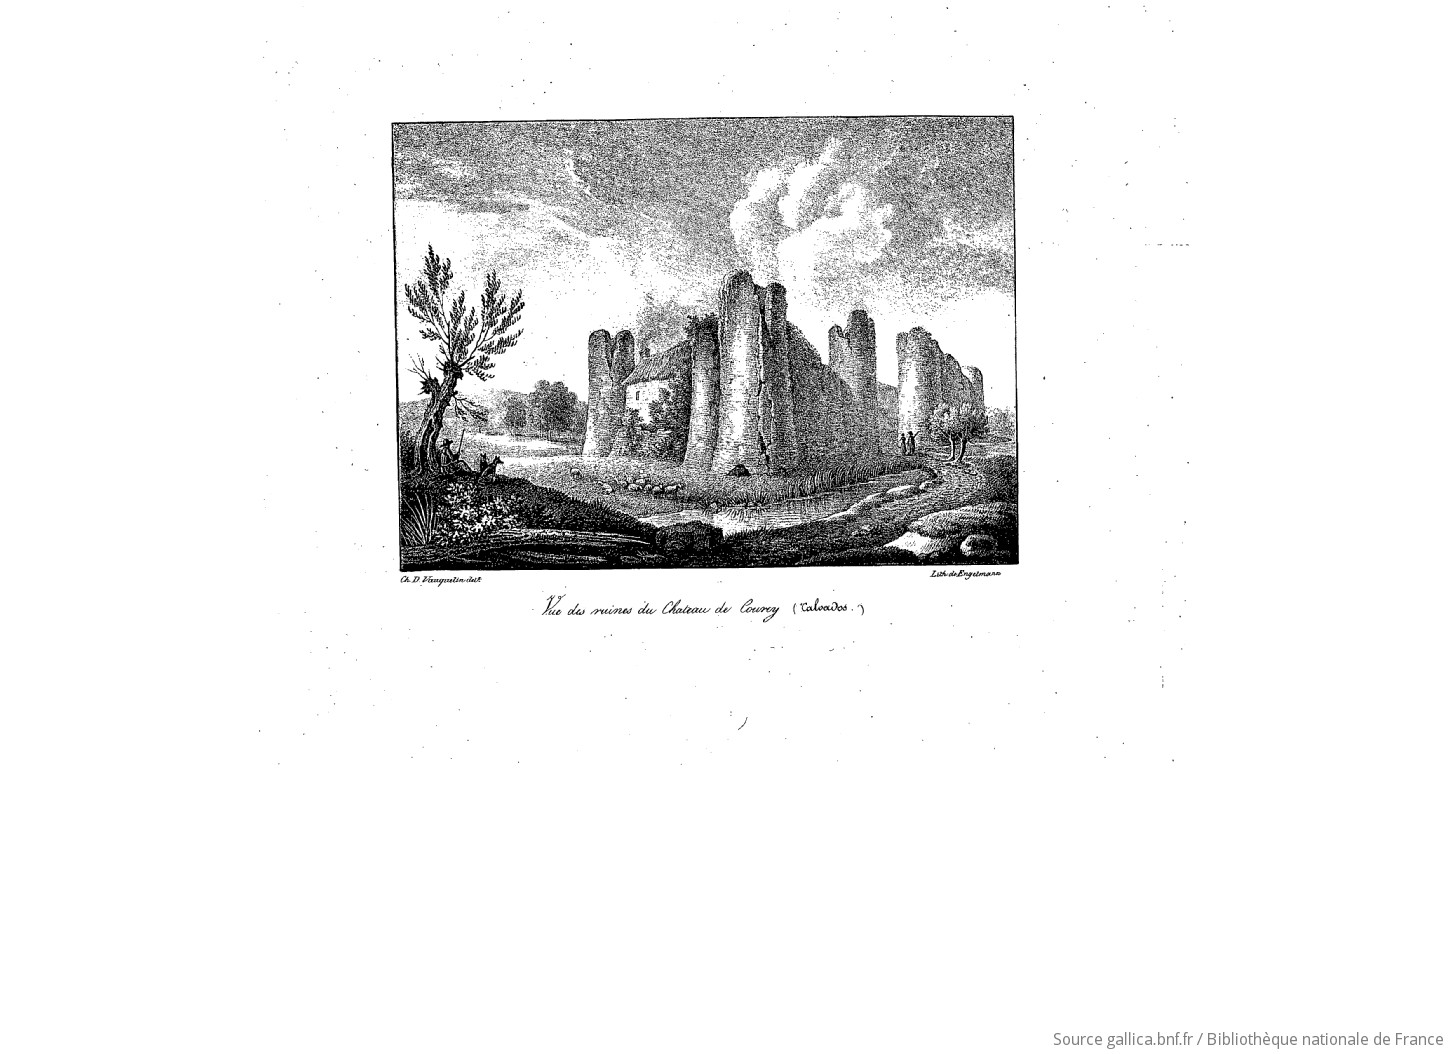 Ch. D. Vauquelin delt
Lith. de Engelmann
Vue des ruines du Chateau de Courcy (Calvados.)
Source gallica.bnf.fr / Bibliothèque nationale de France